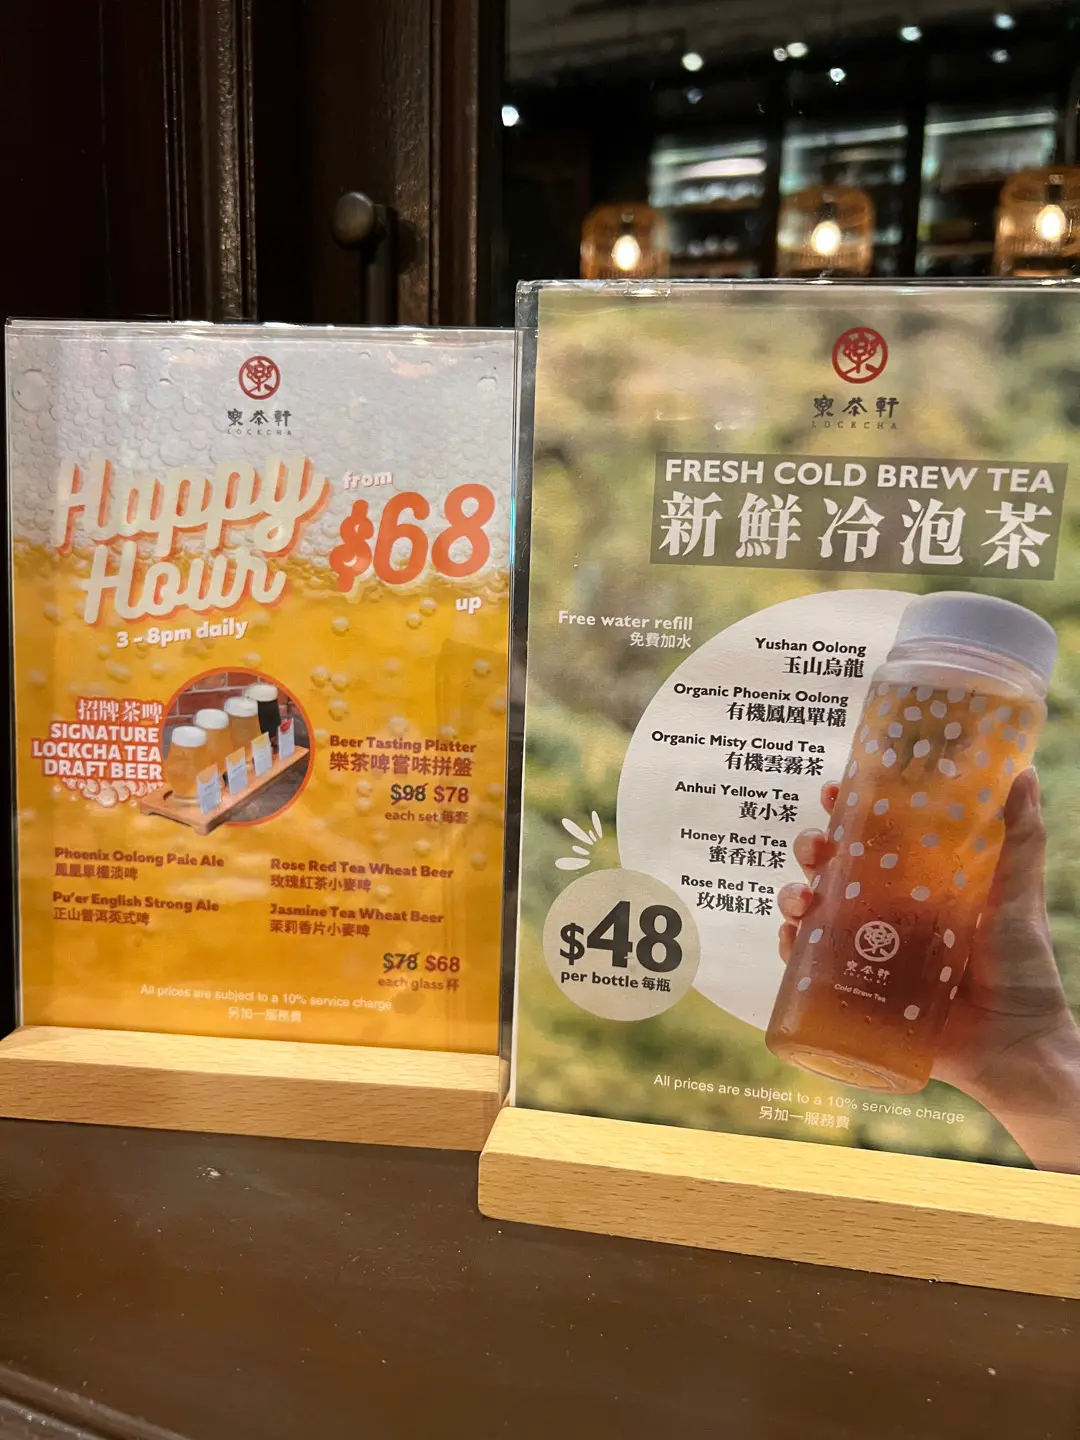 樂茶軒
LOCKCHA
Happy
Hour
from
$68
up
3 - 8pm daily
招牌茶啤
SIGNATURE
LOCKCHA TEA
DRAFT BEER
Beer Tasting Platter
樂茶啤嘗味拼盤
$98 $78
each set 每套
Phoenix Oolong Pale Ale
鳳凰單欉淡啤
Rose Red Tea Wheat Beer
玫瑰紅茶小麥啤
Pu'er English Strong Ale
正山普洱英式啤
Jasmine Tea Wheat Beer
茉莉香片小麥啤
$78 $68
each glass 杯
All prices are subject to a 10% service charge
另加一服務費
樂茶軒
LOCKCHA
FRESH COLD BREW TEA
新鮮冷泡茶
Free water refill
免費加水
Yushan Oolong
玉山烏龍
Organic Phoenix Oolong
有機鳳凰單欉
Organic Misty Cloud Tea
有機雲霧茶
Anhui Yellow Tea
黃小茶
Honey Red Tea
蜜香紅茶
Rose Red Tea
玫瑰紅茶
$48
per bottle 每瓶
樂茶軒
LOCKCHA
Cold Brew Tea
All prices are subject to a 10% service charge
另加一服務費